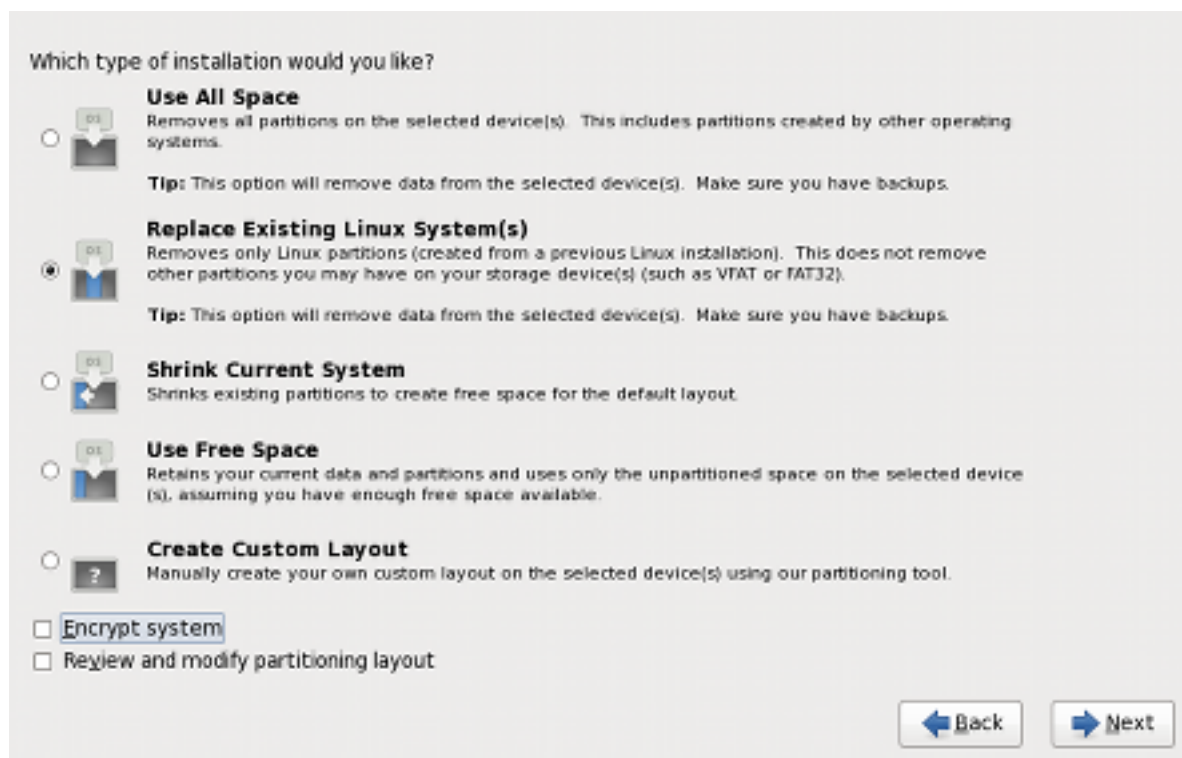 Which type of installation would you like?
Use All Space
Removes all partitions on the selected device(s).  This includes partitions created by other operating
systems.
Tip: This option will remove data from the selected device(s).  Make sure you have backups.
Replace Existing Linux System(s)
Removes only Linux partitions (created from a previous Linux installation).  This does not remove
other partitions you may have on your storage device(s) (such as VFAT or FAT32).
Tip: This option will remove data from the selected device(s).  Make sure you have backups.
OS
Shrink Current System
Shrinks existing partitions to create free space for the default layout.
Use Free Space
Retains your current data and partitions and uses only the unpartitioned space on the selected device
(s), assuming you have enough free space available.
Create Custom Layout
?
Manually create your own custom layout on the selected device(s) using our partitioning tool.
Encrypt system
Review and modify partitioning layout
Back
Next